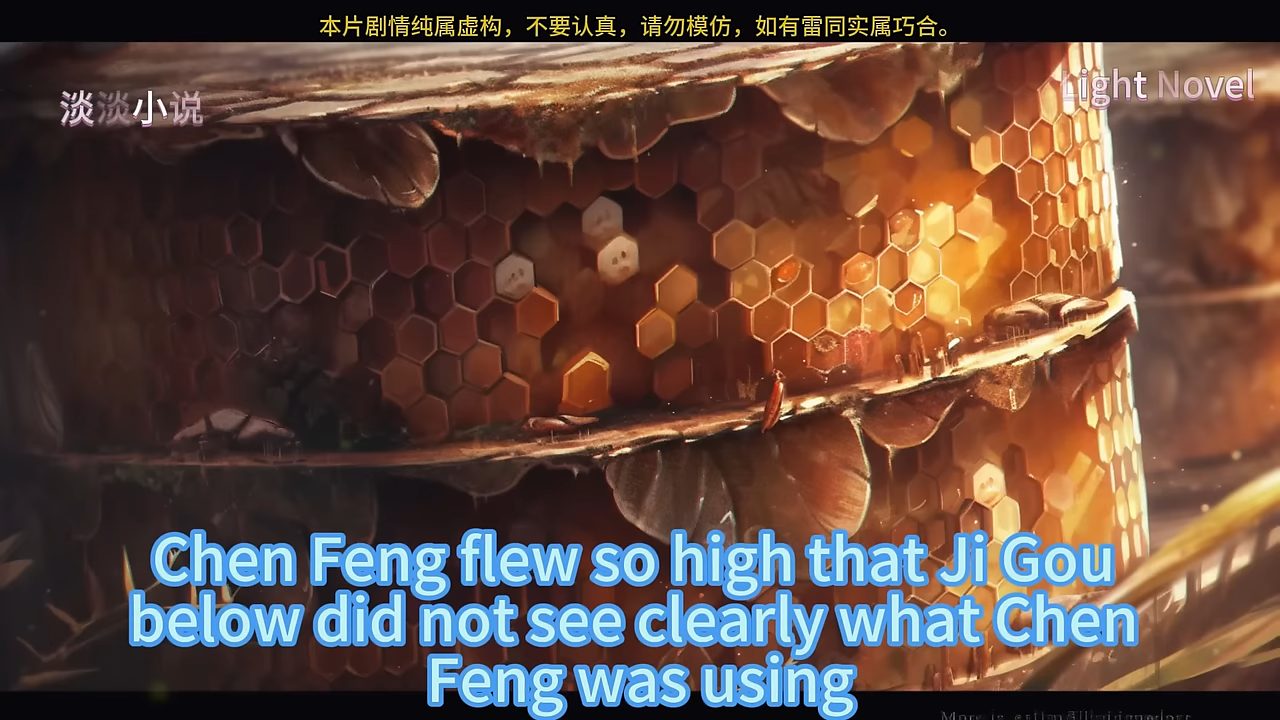 本片剧情纯属虚构，不要认真，请勿模仿，如有雷同实属巧合。
淡淡小说
Light Novel
Chen Feng flew so high that Ji Gou
below did not see clearly what Chen
Feng was using